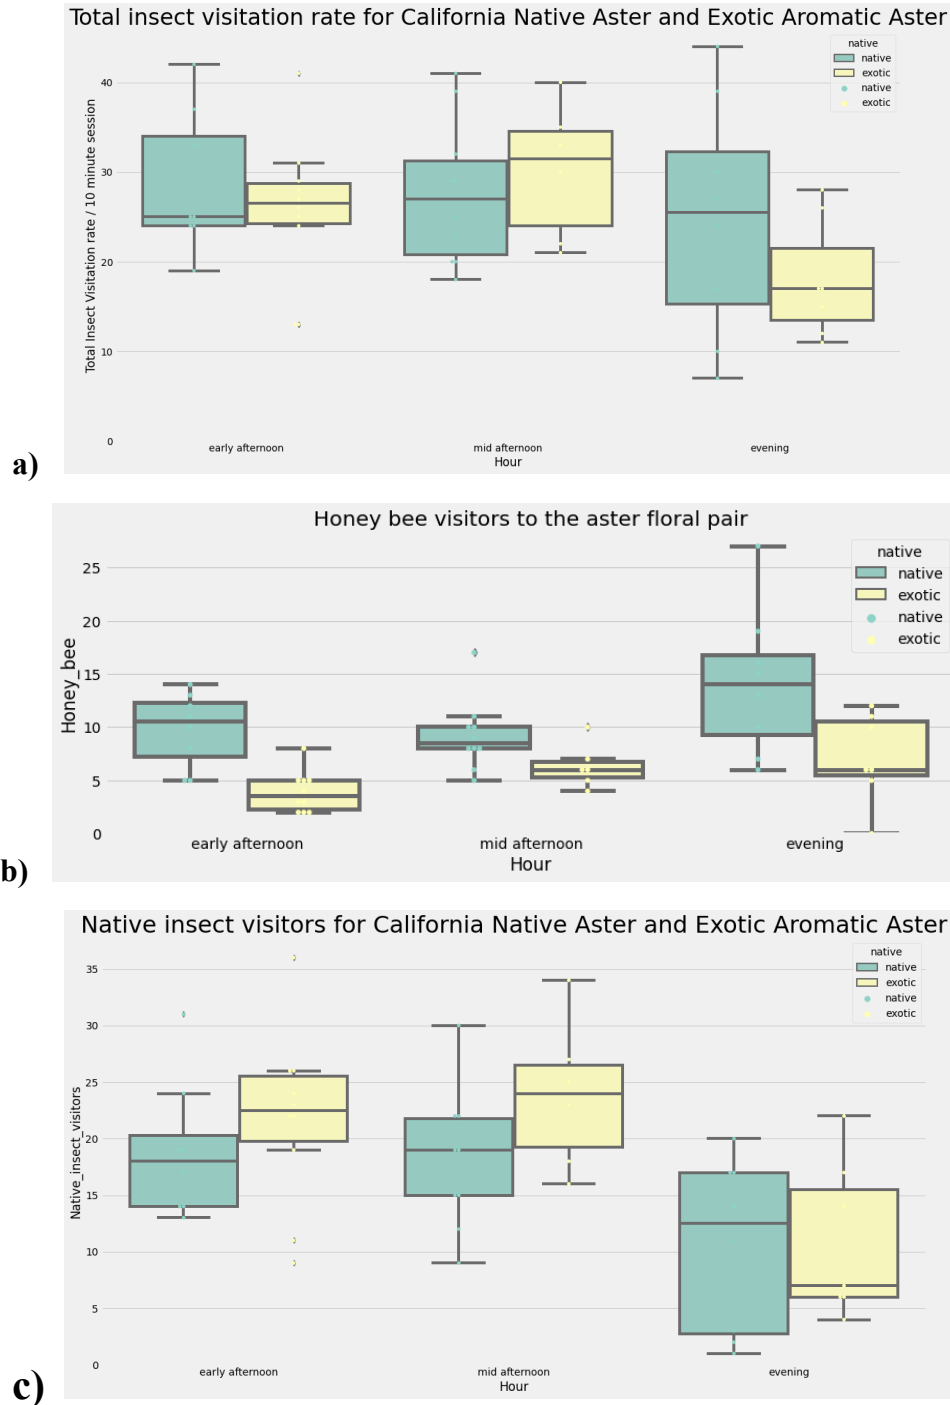 Total insect visitation rate for California Native Aster and Exotic Aromatic Aster
native
native
exotic
native
exotic
Total Insect Visitation rate / 10 minute session
40
30
20
10
0
early afternoon
mid afternoon
evening
Hour
a)
Honey bee visitors to the aster floral pair
native
native
exotic
native
exotic
Honey_bee
25
20
15
10
5
0
early afternoon
mid afternoon
evening
Hour
b)
Native insect visitors for California Native Aster and Exotic Aromatic Aster
native
native
exotic
native
exotic
Native_insect_visitors
35
30
25
20
15
10
5
0
early afternoon
mid afternoon
evening
Hour
c)